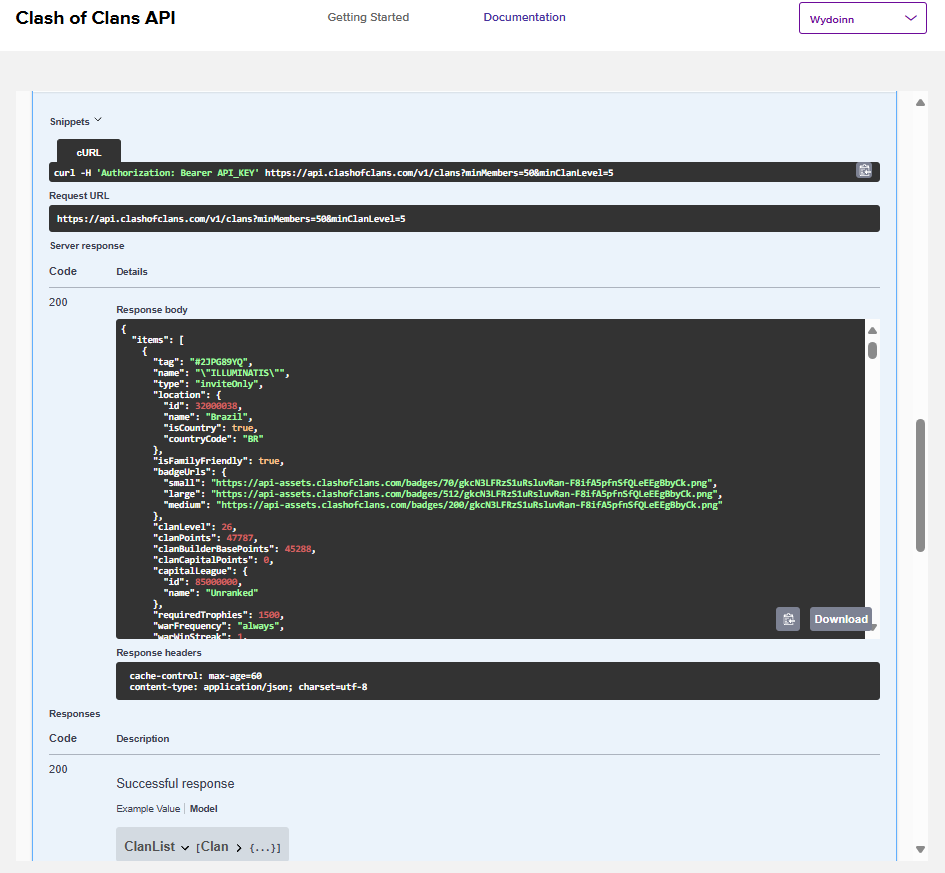 Clash of Clans API
Getting Started
Documentation
Wydoinn
Snippets
cURL
curl -H 'Authorization: Bearer API_KEY' https://api.clashofclans.com/v1/clans?minMembers=50&minClanLevel=5
Request URL
https://api.clashofclans.com/v1/clans?minMembers=50&minClanLevel=5
Server response
Code Details
200
Response body
{
"items": [
{
"tag": "#2JPG89YQ",
"name": "\"ILLUMINATIS\"",
"type": "inviteOnly",
"location": {
"id": 32000038,
"name": "Brazil",
"isCountry": true,
"countryCode": "BR"
},
"isFamilyFriendly": true,
"badgeUrls": {
"small": "https://api-assets.clashofclans.com/badges/70/gkcN3LFRzS1uRsluvRan-F8ifA5pfnSfQLeEEgBbyCk.png",
"large": "https://api-assets.clashofclans.com/badges/512/gkcN3LFRzS1uRsluvRan-F8ifA5pfnSfQLeEEgBbyCk.png",
"medium": "https://api-assets.clashofclans.com/badges/200/gkcN3LFRzS1uRsluvRan-F8ifA5pfnSfQLeEEgBbyCk.png"
},
"clanLevel": 26,
"clanPoints": 47787,
"clanBuilderBasePoints": 45288,
"clanCapitalPoints": 0,
"capitalLeague": {
"id": 85000000,
"name": "Unranked"
},
"requiredTrophies": 1500,
"warFrequency": "always",
"warWinStreak": 1,
Download
Response headers
cache-control: max-age=60
content-type: application/json; charset=utf-8
Responses
Code Description
200
Successful response
Example Value Model
ClanList [Clan {...}]